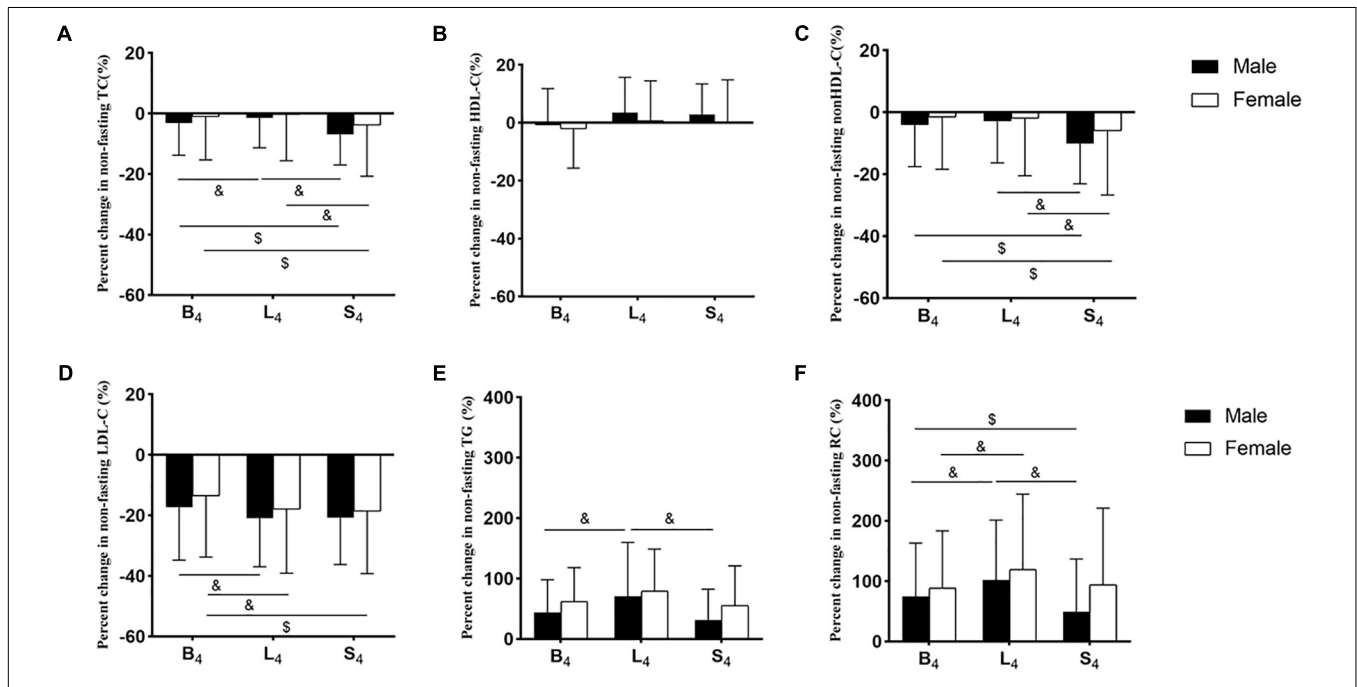 A
Percent change in non-fasting TC(%)
20
0
-20
-40
-60
&
&
&
$
$
B₄ L₄ S₄
B
Percent change in non-fasting HDL-C(%)
20
0
-20
-40
-60
B₄ L₄ S₄
C
Percent change in non-fasting nonHDL-C(%)
20
0
-20
-40
-60
&
&
$
$
B₄ L₄ S₄
Male
Female
D
Percent change in non-fasting LDL-C (%)
20
0
-20
-40
-60
&
&
$
B₄ L₄ S₄
E
Percent change in non-fasting TG (%)
400
300
200
100
0
& &
B₄ L₄ S₄
F
Percent change in non-fasting RC (%)
400
300
200
100
0
$
&
& &
B₄ L₄ S₄
Male
Female